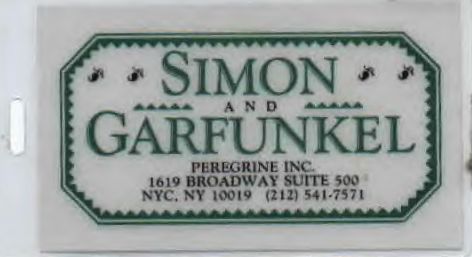 SIMON
AND
GARFUNKEL
PEREGRINE INC.
1619 BROADWAY SUITE 500
NYC, NY 10019 (212) 541-7571